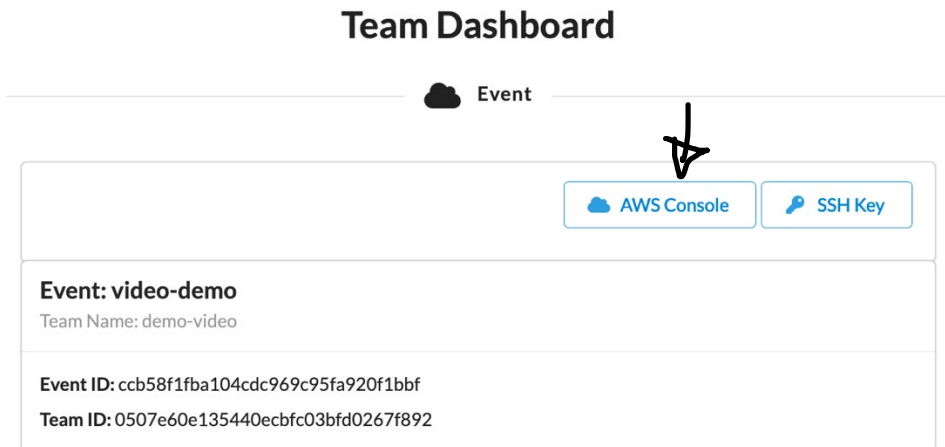 Team Dashboard
Event
AWS Console SSH Key
Event: video-demo
Team Name: demo-video
Event ID: ccb58f1fba104cdc969c95fa920f1bbf
Team ID: 0507e60e135440ecbfc03bfd0267f892